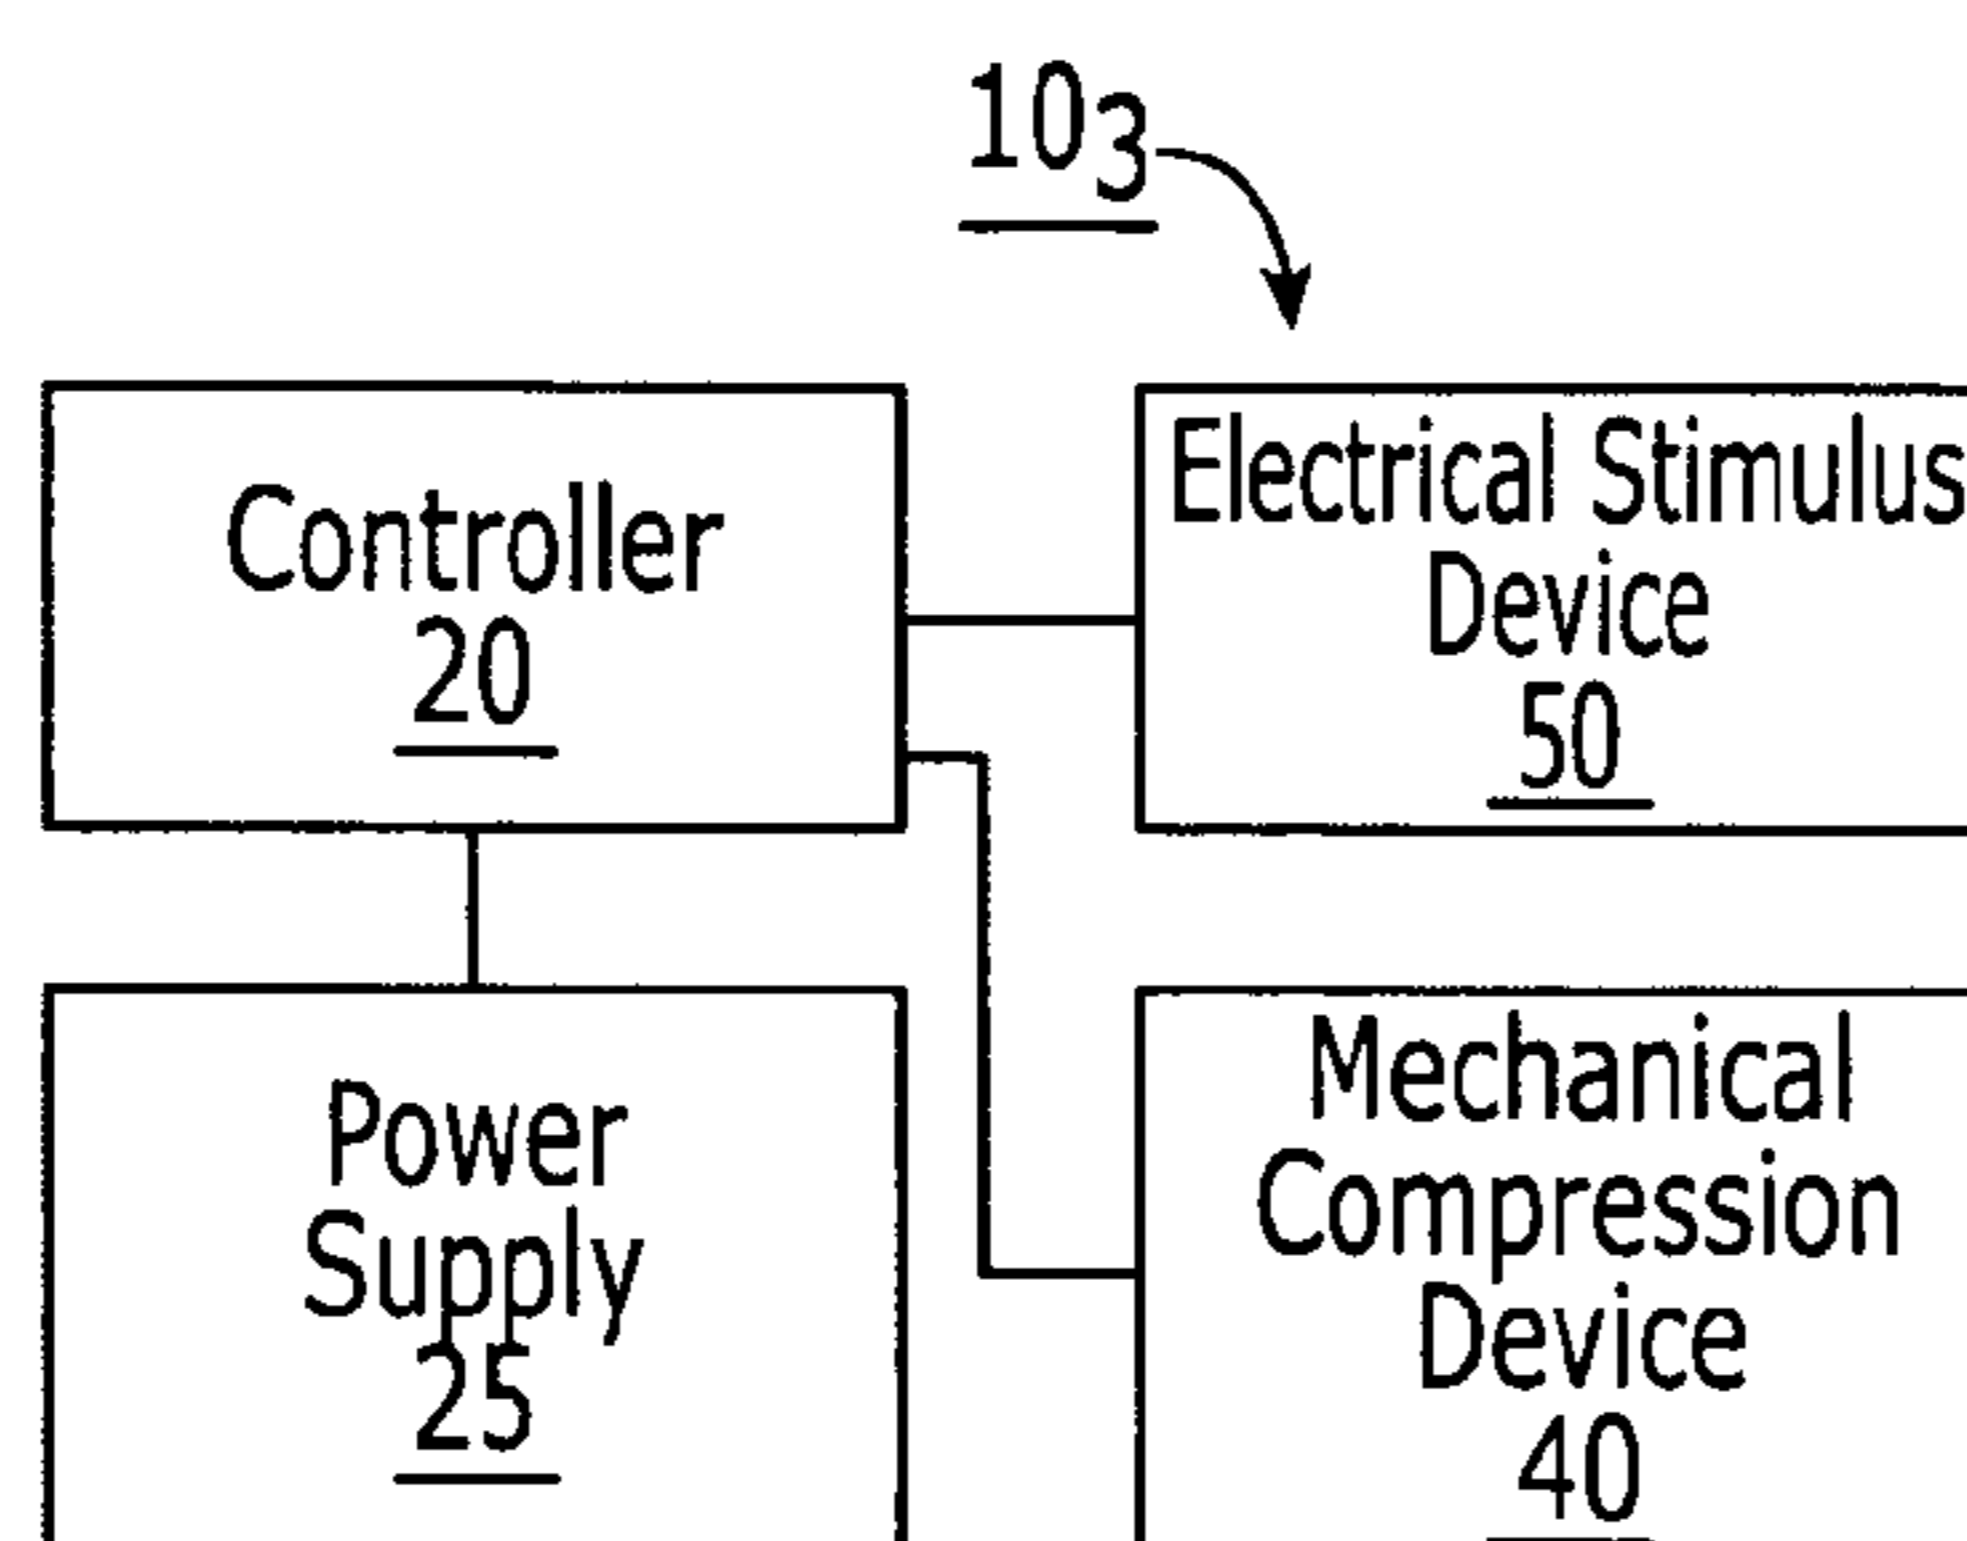 10₃
Controller
20
Electrical Stimulus
Device
50
Power
Supply
25
Mechanical
Compression
Device
40